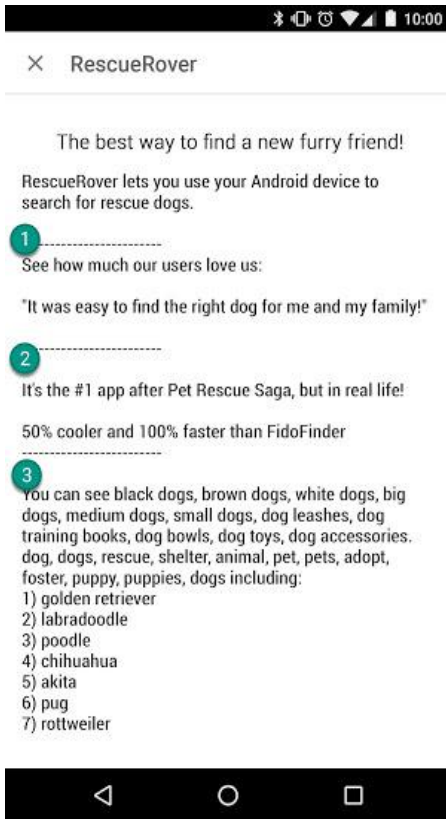 10:00
RescueRover
The best way to find a new furry friend!
RescueRover lets you use your Android device to
search for rescue dogs.
1
-----------------------
See how much our users love us:
"It was easy to find the right dog for me and my family!"
-----------------------
2
It's the #1 app after Pet Rescue Saga, but in real life!
50% cooler and 100% faster than FidoFinder
-------------------------
3
You can see black dogs, brown dogs, white dogs, big
dogs, medium dogs, small dogs, dog leashes, dog
training books, dog bowls, dog toys, dog accessories.
dog, dogs, rescue, shelter, animal, pet, pets, adopt,
foster, puppy, puppies, dogs including:
1) golden retriever
2) labradoodle
3) poodle
4) chihuahua
5) akita
6) pug
7) rottweiler